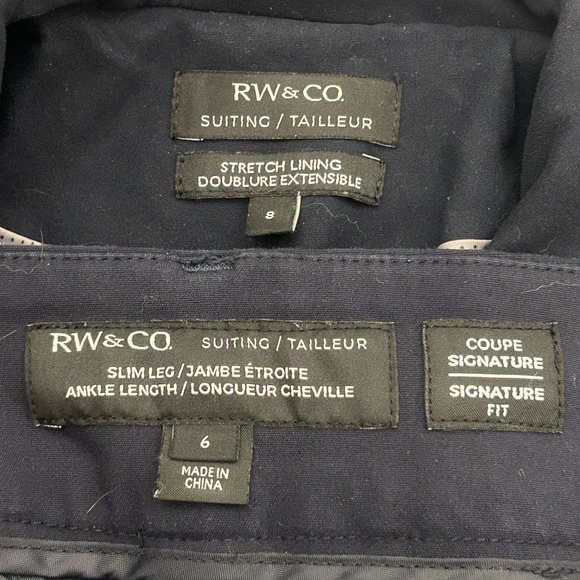 RW&CO.
SUITING / TAILLEUR
STRETCH LINING
DOUBLURE EXTENSIBLE
8
RW&CO. SUITING / TAILLEUR
SLIM LEG / JAMBE ÉTROITE
ANKLE LENGTH / LONGUEUR CHEVILLE
6
MADE IN
CHINA
COUPE
SIGNATURE
SIGNATURE
FIT